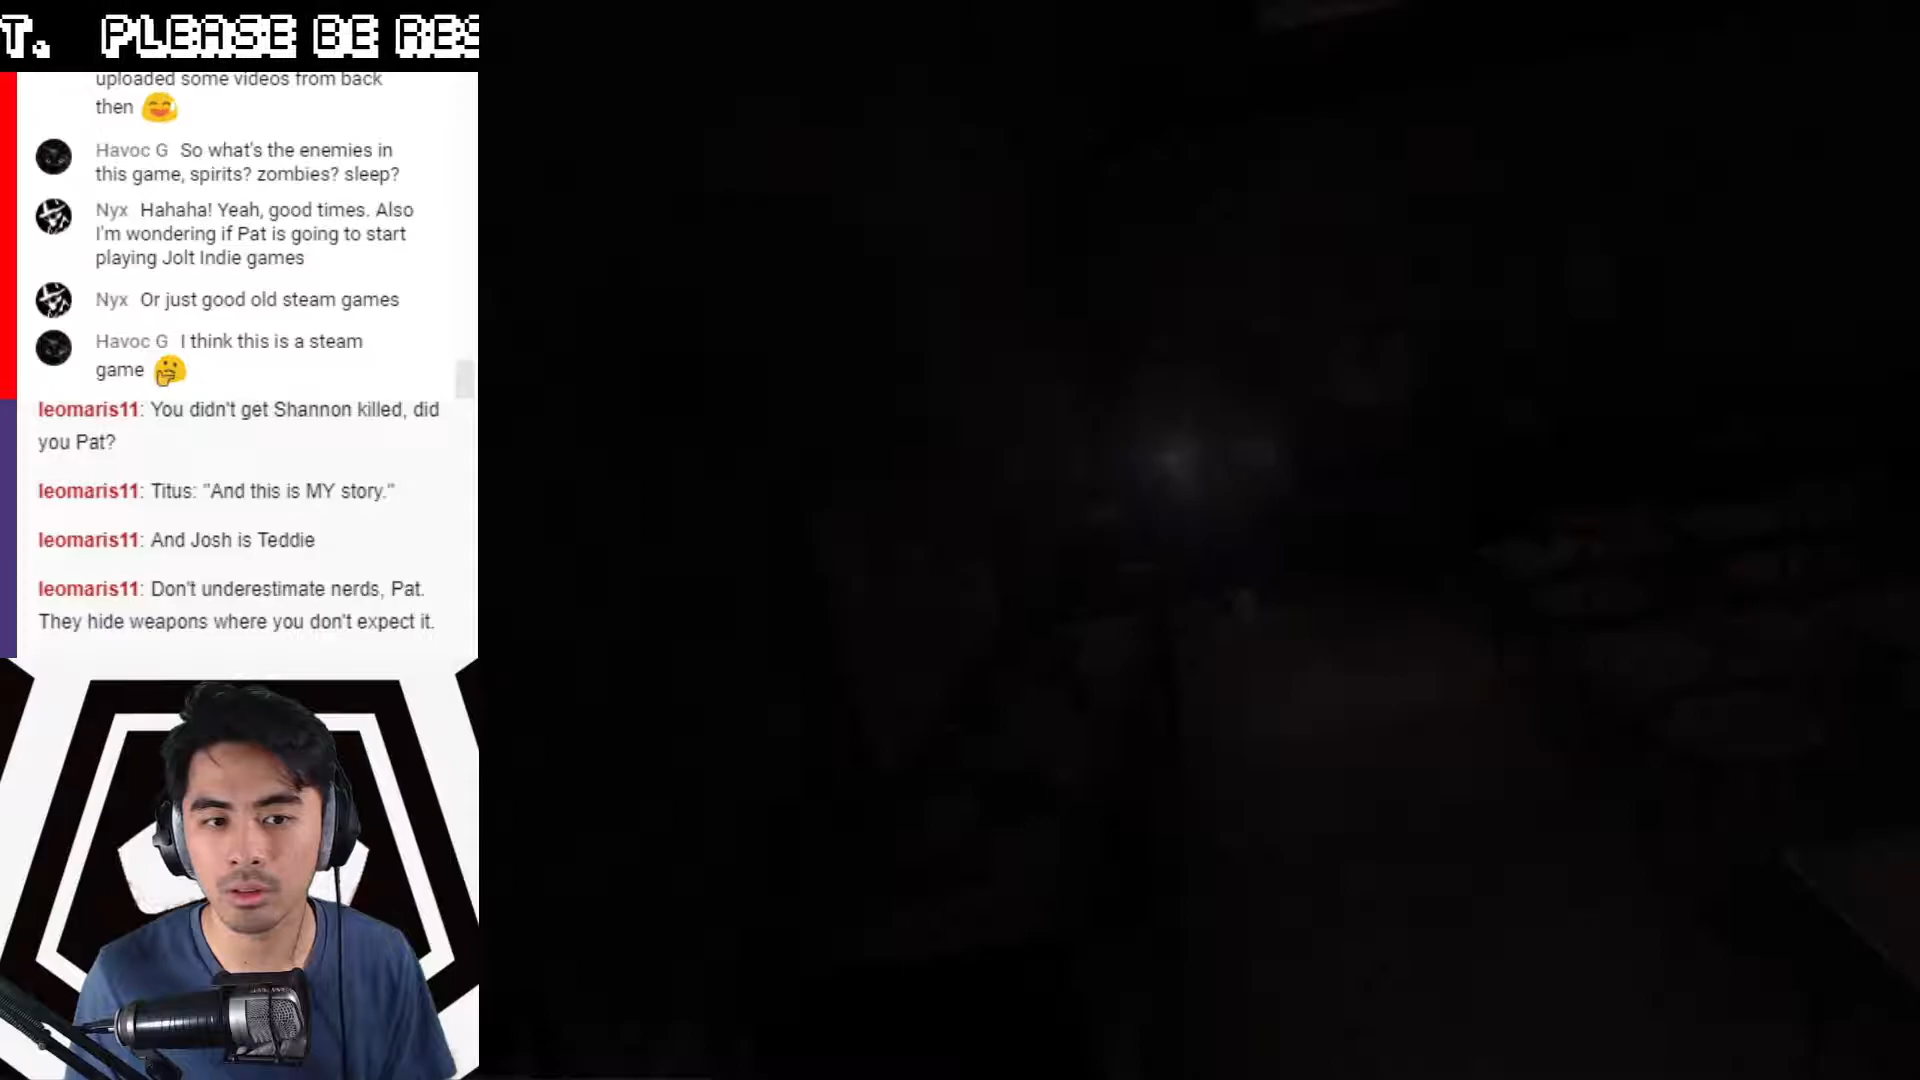 T. PLEASE BE RES
uploaded some videos from back
then
Havoc G So what's the enemies in
this game, spirits? zombies? sleep?
Nyx Hahaha! Yeah, good times. Also
I'm wondering if Pat is going to start
playing Jolt Indie games
Nyx Or just good old steam games
Havoc G I think this is a steam
game
leomaris11: You didn't get Shannon killed, did
you Pat?
leomaris11: Titus: "And this is MY story."
leomaris11: And Josh is Teddie
leomaris11: Don't underestimate nerds, Pat.
They hide weapons where you don't expect it.